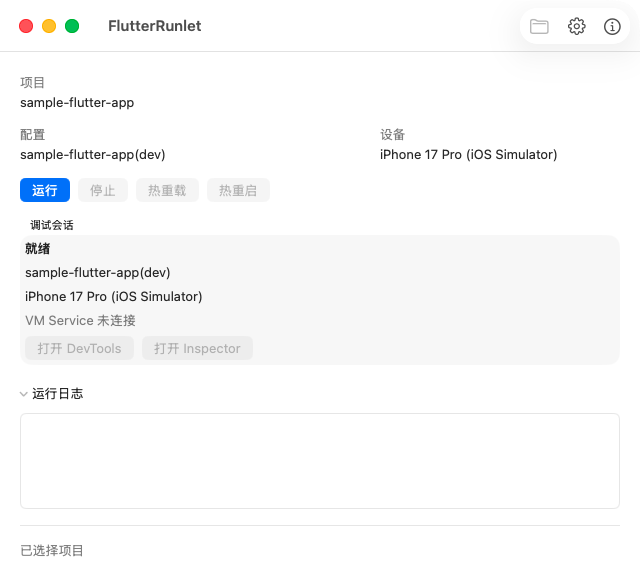 FlutterRunlet
项目
sample-flutter-app
配置 设备
sample-flutter-app(dev) iPhone 17 Pro (iOS Simulator)
运行 停止 热重载 热重启
调试会话
就绪
sample-flutter-app(dev)
iPhone 17 Pro (iOS Simulator)
VM Service 未连接
打开 DevTools 打开 Inspector
运行日志
已选择项目